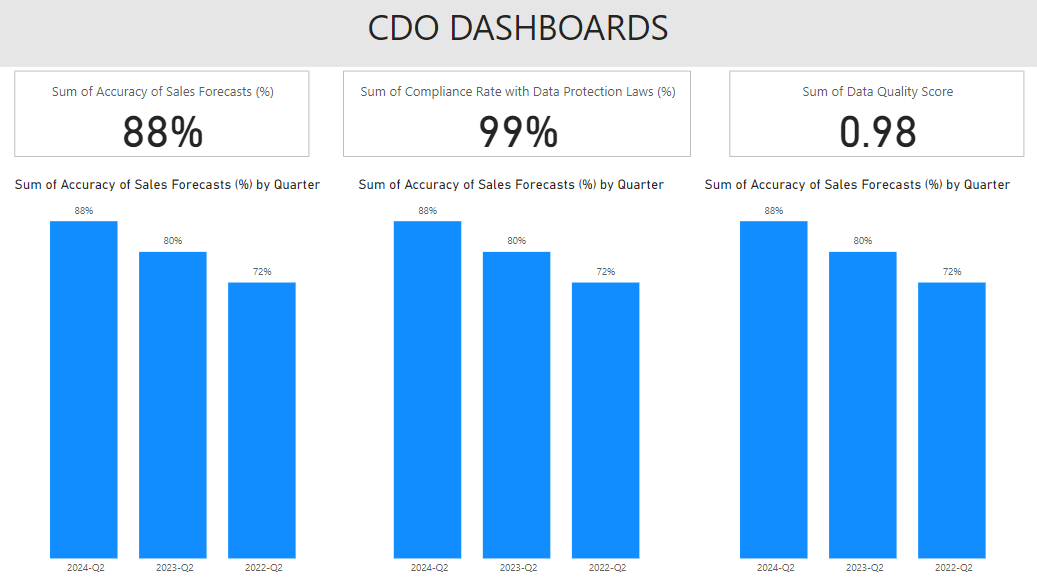 CDO DASHBOARDS
Sum of Accuracy of Sales Forecasts (%)
88%
Sum of Compliance Rate with Data Protection Laws (%)
99%
Sum of Data Quality Score
0.98
Sum of Accuracy of Sales Forecasts (%) by Quarter
88%
80%
72%
2024-Q2 2023-Q2 2022-Q2
Sum of Accuracy of Sales Forecasts (%) by Quarter
88%
80%
72%
2024-Q2 2023-Q2 2022-Q2
Sum of Accuracy of Sales Forecasts (%) by Quarter
88%
80%
72%
2024-Q2 2023-Q2 2022-Q2